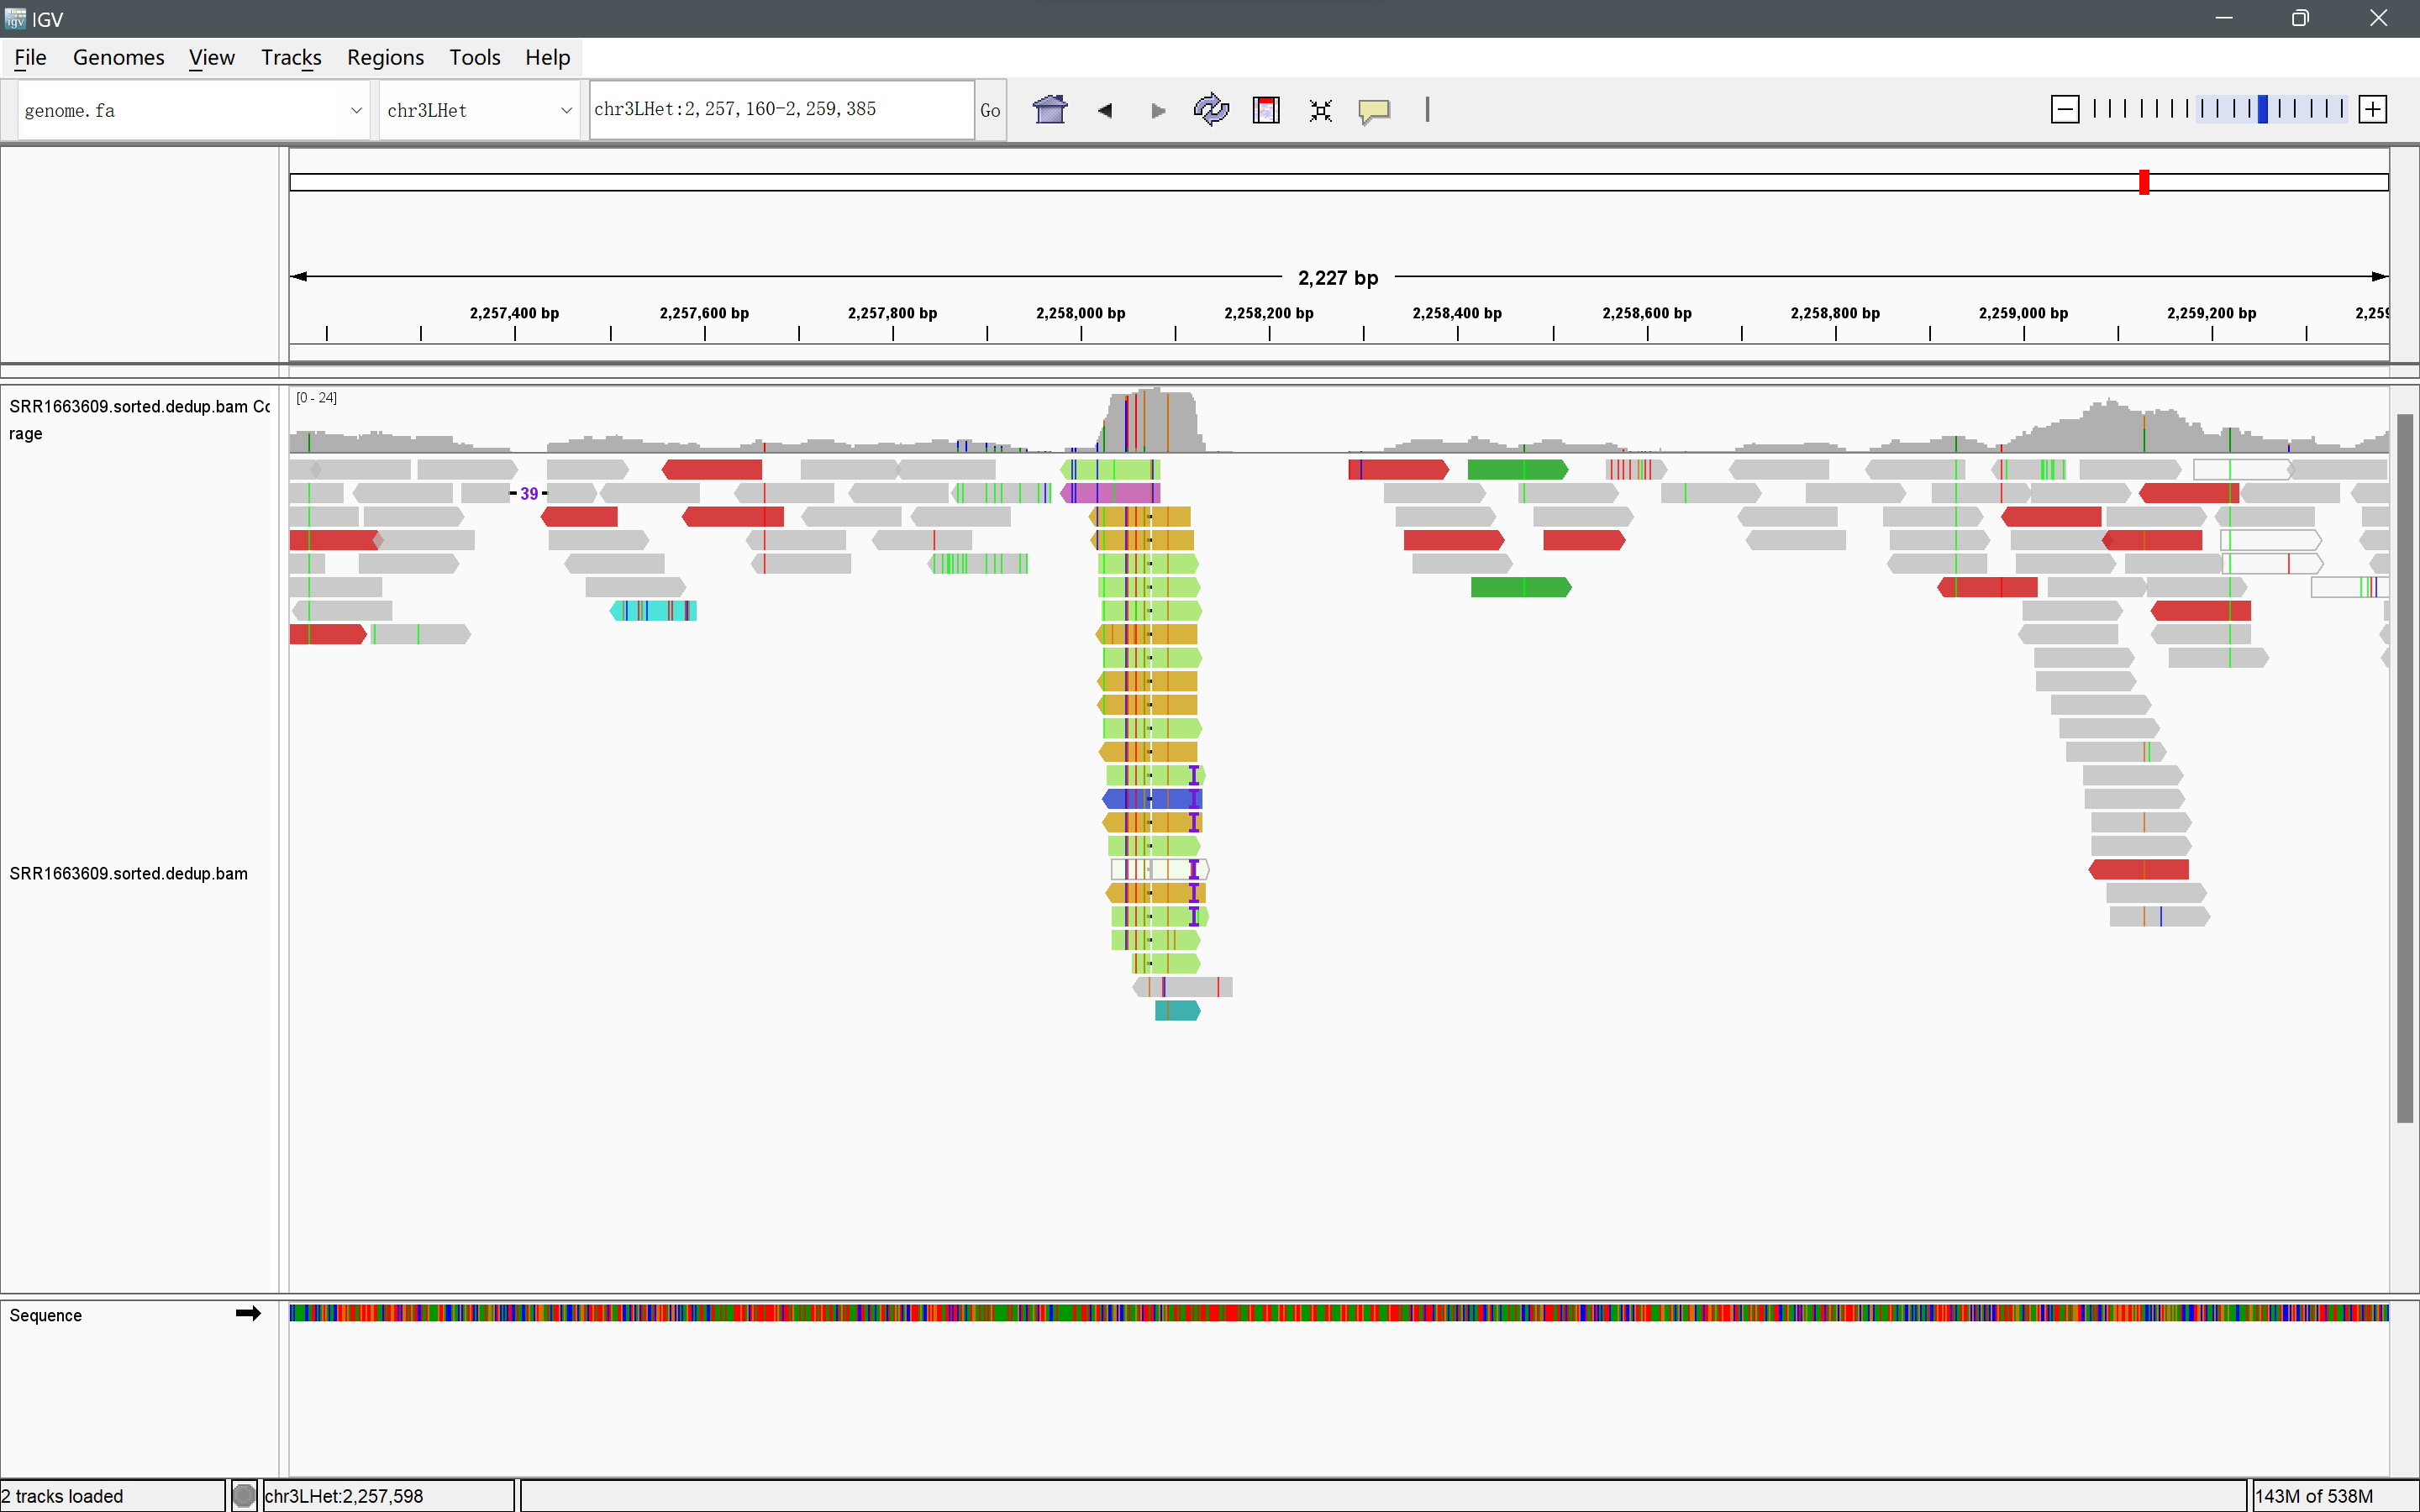 IGV
File Genomes View Tracks Regions Tools Help
genome.fa chr3LHet chr3LHet:2,257,160-2,259,385 Go
2,227 bp
2,257,400 bp 2,257,600 bp 2,257,800 bp 2,258,000 bp 2,258,200 bp 2,258,400 bp 2,258,600 bp 2,258,800 bp 2,259,000 bp 2,259,200 bp 2,259
[0 - 24]
SRR1663609.sorted.dedup.bam Co
rage
39
SRR1663609.sorted.dedup.bam
Sequence
2 tracks loaded chr3LHet:2,257,598 143M of 538M